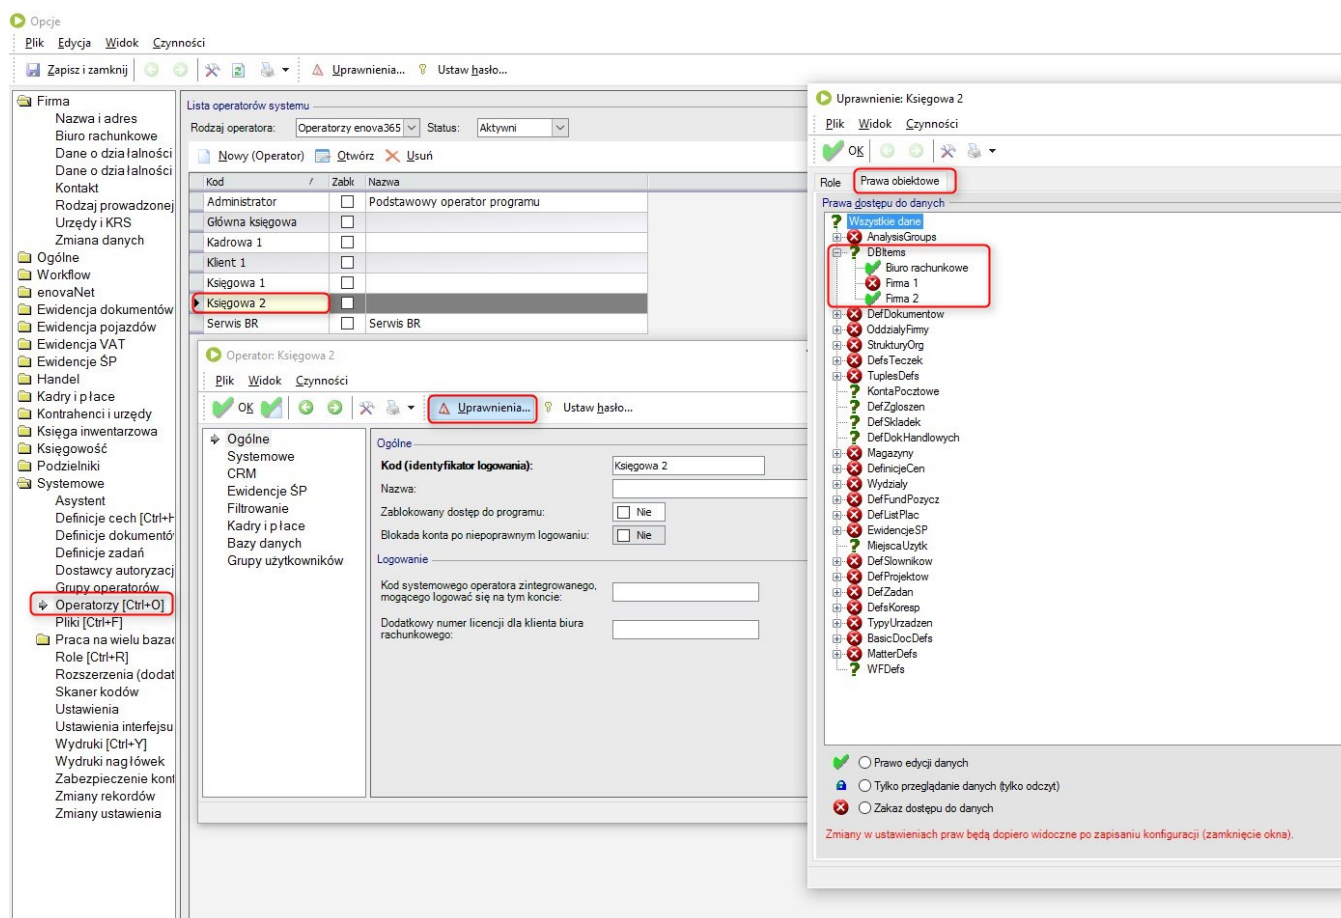 Opcje
Plik Edycja Widok Czynności
Zapisz i zamknij Uprawnienia... Ustaw hasło...
Firma
Nazwa i adres
Biuro rachunkowe
Dane o działalności
Dane o działalności
Kontakt
Rodzaj prowadzonej
Urzędy i KRS
Zmiana danych
Ogólne
Workflow
enovaNet
Ewidencja dokumentów
Ewidencja pojazdów
Ewidencja VAT
Ewidencje ŚP
Handel
Kadry i płace
Kontrahenci i urzędy
Księga inwentarzowa
Księgowość
Podzielniki
Systemowe
Asystent
Definicje cech [Ctrl+H
Definicje dokumentó
Definicje zadań
Dostawcy autoryzacj
Grupy operatorów
Operatorzy [Ctrl+O]
Pliki [Ctrl+F]
Praca na wielu bazac
Role [Ctrl+R]
Rozszerzenia (dodat
Skaner kodów
Ustawienia
Ustawienia interfejsu
Wydruki [Ctrl+Y]
Wydruki nagłówek
Zabezpieczenie kont
Zmiany rekordów
Zmiany ustawienia
Lista operatorów systemu
Rodzaj operatora: Operatorzy enova365 Status: Aktywni
Nowy (Operator) Otwórz Usuń
Kod / Zablc Nazwa
Administrator Podstawowy operator programu
Główna księgowa
Kadrowa 1
Klient 1
Księgowa 1
Księgowa 2
Serwis BR Serwis BR
Operator: Księgowa 2
Plik Widok Czynności
OK Uprawnienia... Ustaw hasło...
Ogólne
Systemowe
CRM
Ewidencje ŚP
Filtrowanie
Kadry i płace
Bazy danych
Grupy użytkowników
Ogólne
Kod (identyfikator logowania): Księgowa 2
Nazwa:
Zablokowany dostęp do programu: Nie
Blokada konta po niepoprawnym logowaniu: Nie
Logowanie
Kod systemowego operatora zintegrowanego,
mogącego logować się na tym koncie:
Dodatkowy numer licencji dla klienta biura
rachunkowego:
Uprawnienie: Księgowa 2
Plik Widok Czynności
OK
Role Prawa obiektowe
Prawa dostępu do danych
Wszystkie dane
AnalysisGroups
DBItems
Biuro rachunkowe
Firma 1
Firma 2
DefDokumentow
OddzialyFirmy
StrukturyOrg
DefsTeczek
TuplesDefs
KontaPocztowe
DefZgloszen
DefSkladek
DefDokHandlowych
Magazyny
DefinicjeCen
Wydzialy
DefFundPozycz
DefListPlac
EwidencjeSP
MiejscaUzytk
DefSlownikow
DefProjektow
DefZadan
DefsKoresp
TypyUrzadzen
BasicDocDefs
MatterDefs
WFDefs
Prawo edycji danych
Tylko przeglądanie danych (tylko odczyt)
Zakaz dostępu do danych
Zmiany w ustawieniach praw będą dopiero widoczne po zapisaniu konfiguracji (zamknięcie okna).